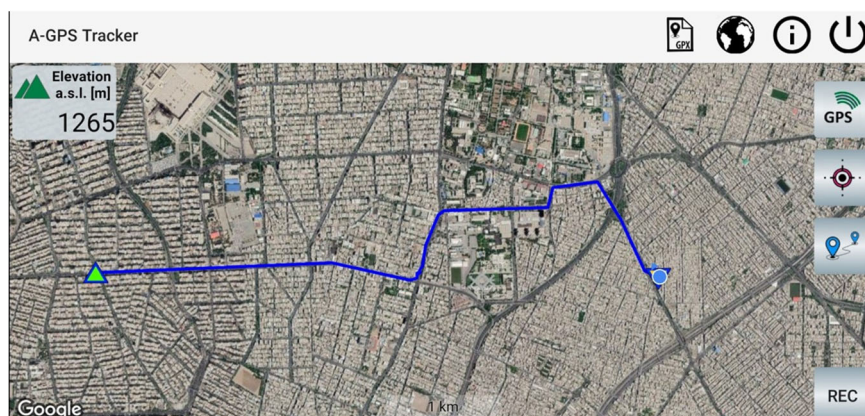 A-GPS Tracker
GPX
Elevation
a.s.l. [m]
1265
GPS
REC
Google
1 km